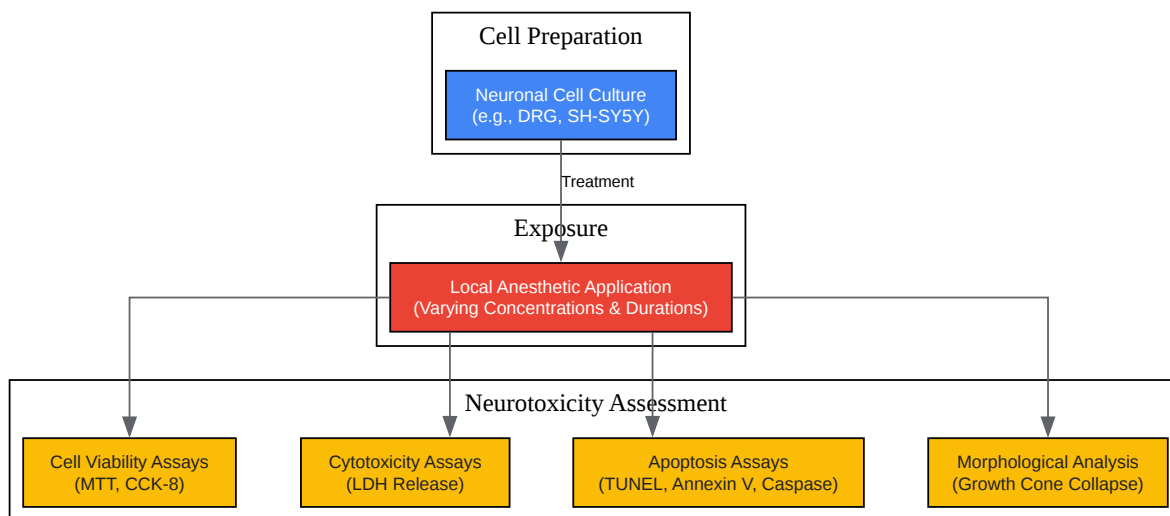 Cell Preparation
Neuronal Cell Culture
(e.g., DRG, SH-SY5Y)
Treatment
Exposure
Local Anesthetic Application
(Varying Concentrations & Durations)
Neurotoxicity Assessment
Cell Viability Assays
(MTT, CCK-8)
Cytotoxicity Assays
(LDH Release)
Apoptosis Assays
(TUNEL, Annexin V, Caspase)
Morphological Analysis
(Growth Cone Collapse)